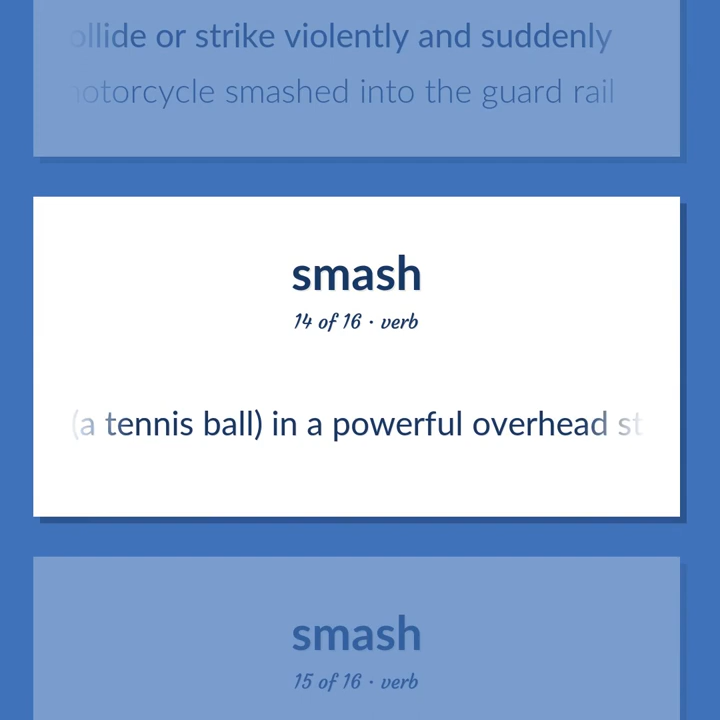 ollide or strike violently and suddenly
otorcycle smashed into the guard rail
smash
14 of 16 · verb
(a tennis ball) in a powerful overhead st
smash
15 of 16 · verb